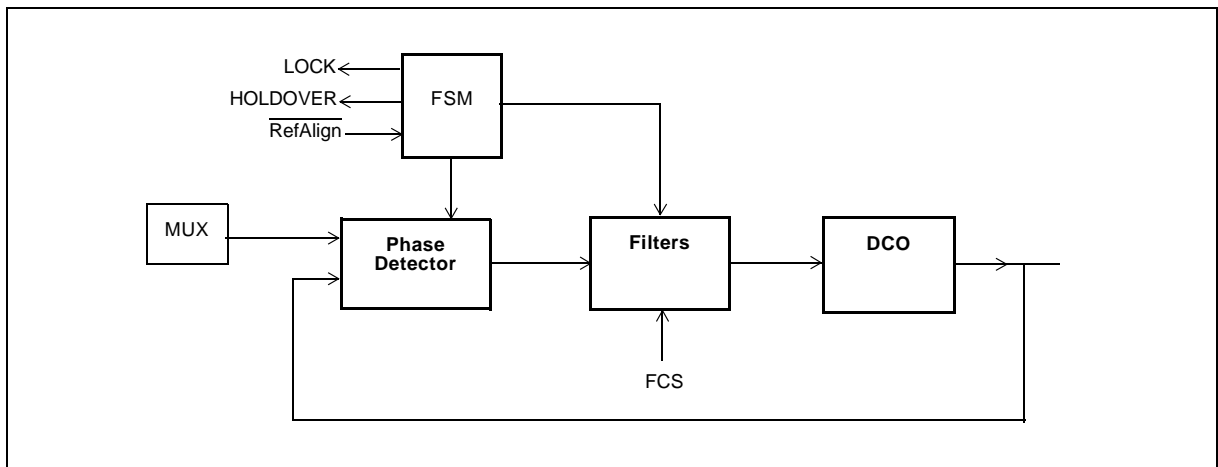 LOCK
HOLDOVER
RefAlign
FSM
MUX
Phase
Detector
Filters
DCO
FCS